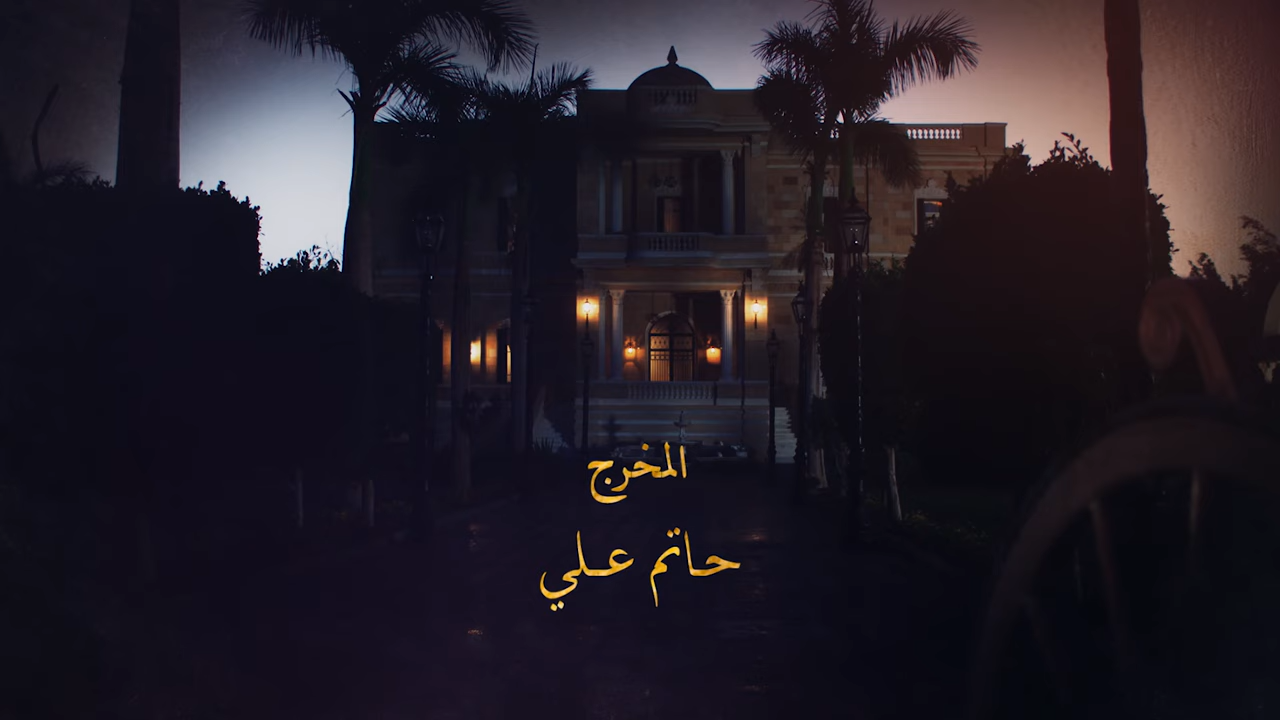 المخرج
حاتم علي